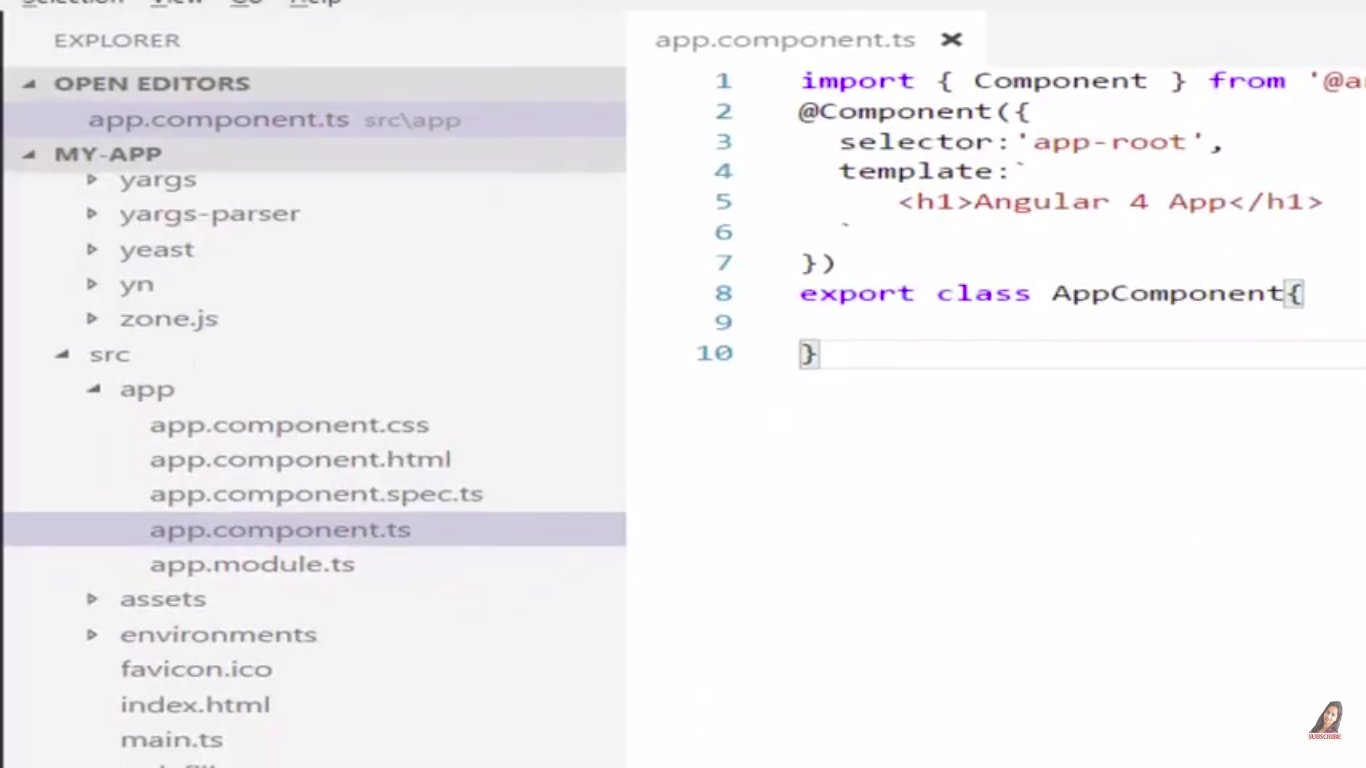 Selection View Go Help
EXPLORER
OPEN EDITORS
app.component.ts src\app
MY-APP
yargs
yargs-parser
yeast
yn
zone.js
src
app
app.component.css
app.component.html
app.component.spec.ts
app.component.ts
app.module.ts
assets
environments
favicon.ico
index.html
main.ts
app.component.ts
1 import { Component } from '@a
2 @Component({
3 selector:'app-root',
4 template:`
5 <h1>Angular 4 App</h1>
6 `
7 })
8 export class AppComponent{
9
10 }
SUBSCRIBE